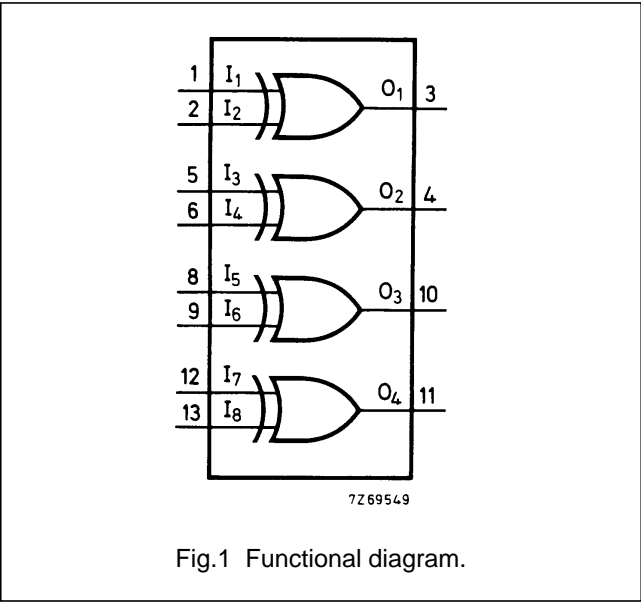 1 I1 O1 3
2 I2
5 I3 O2 4
6 I4
8 I5 O3 10
9 I6
12 I7 O4 11
13 I8
7Z69549
Fig.1 Functional diagram.